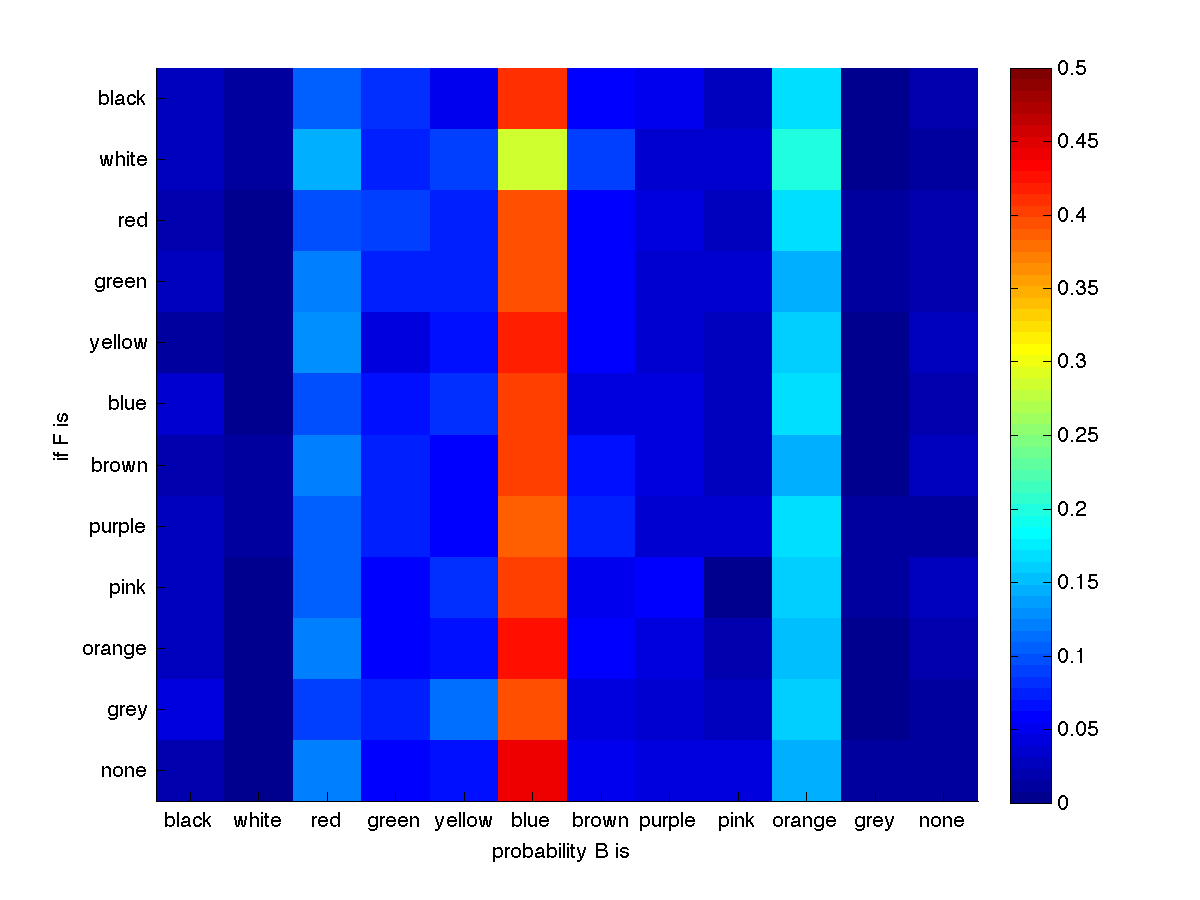 black
white
red
green
yellow
blue
brown
purple
pink
orange
grey
none
if F is
black white red green yellow blue brown purple pink orange grey none
probability B is
0.5
0.45
0.4
0.35
0.3
0.25
0.2
0.15
0.1
0.05
0